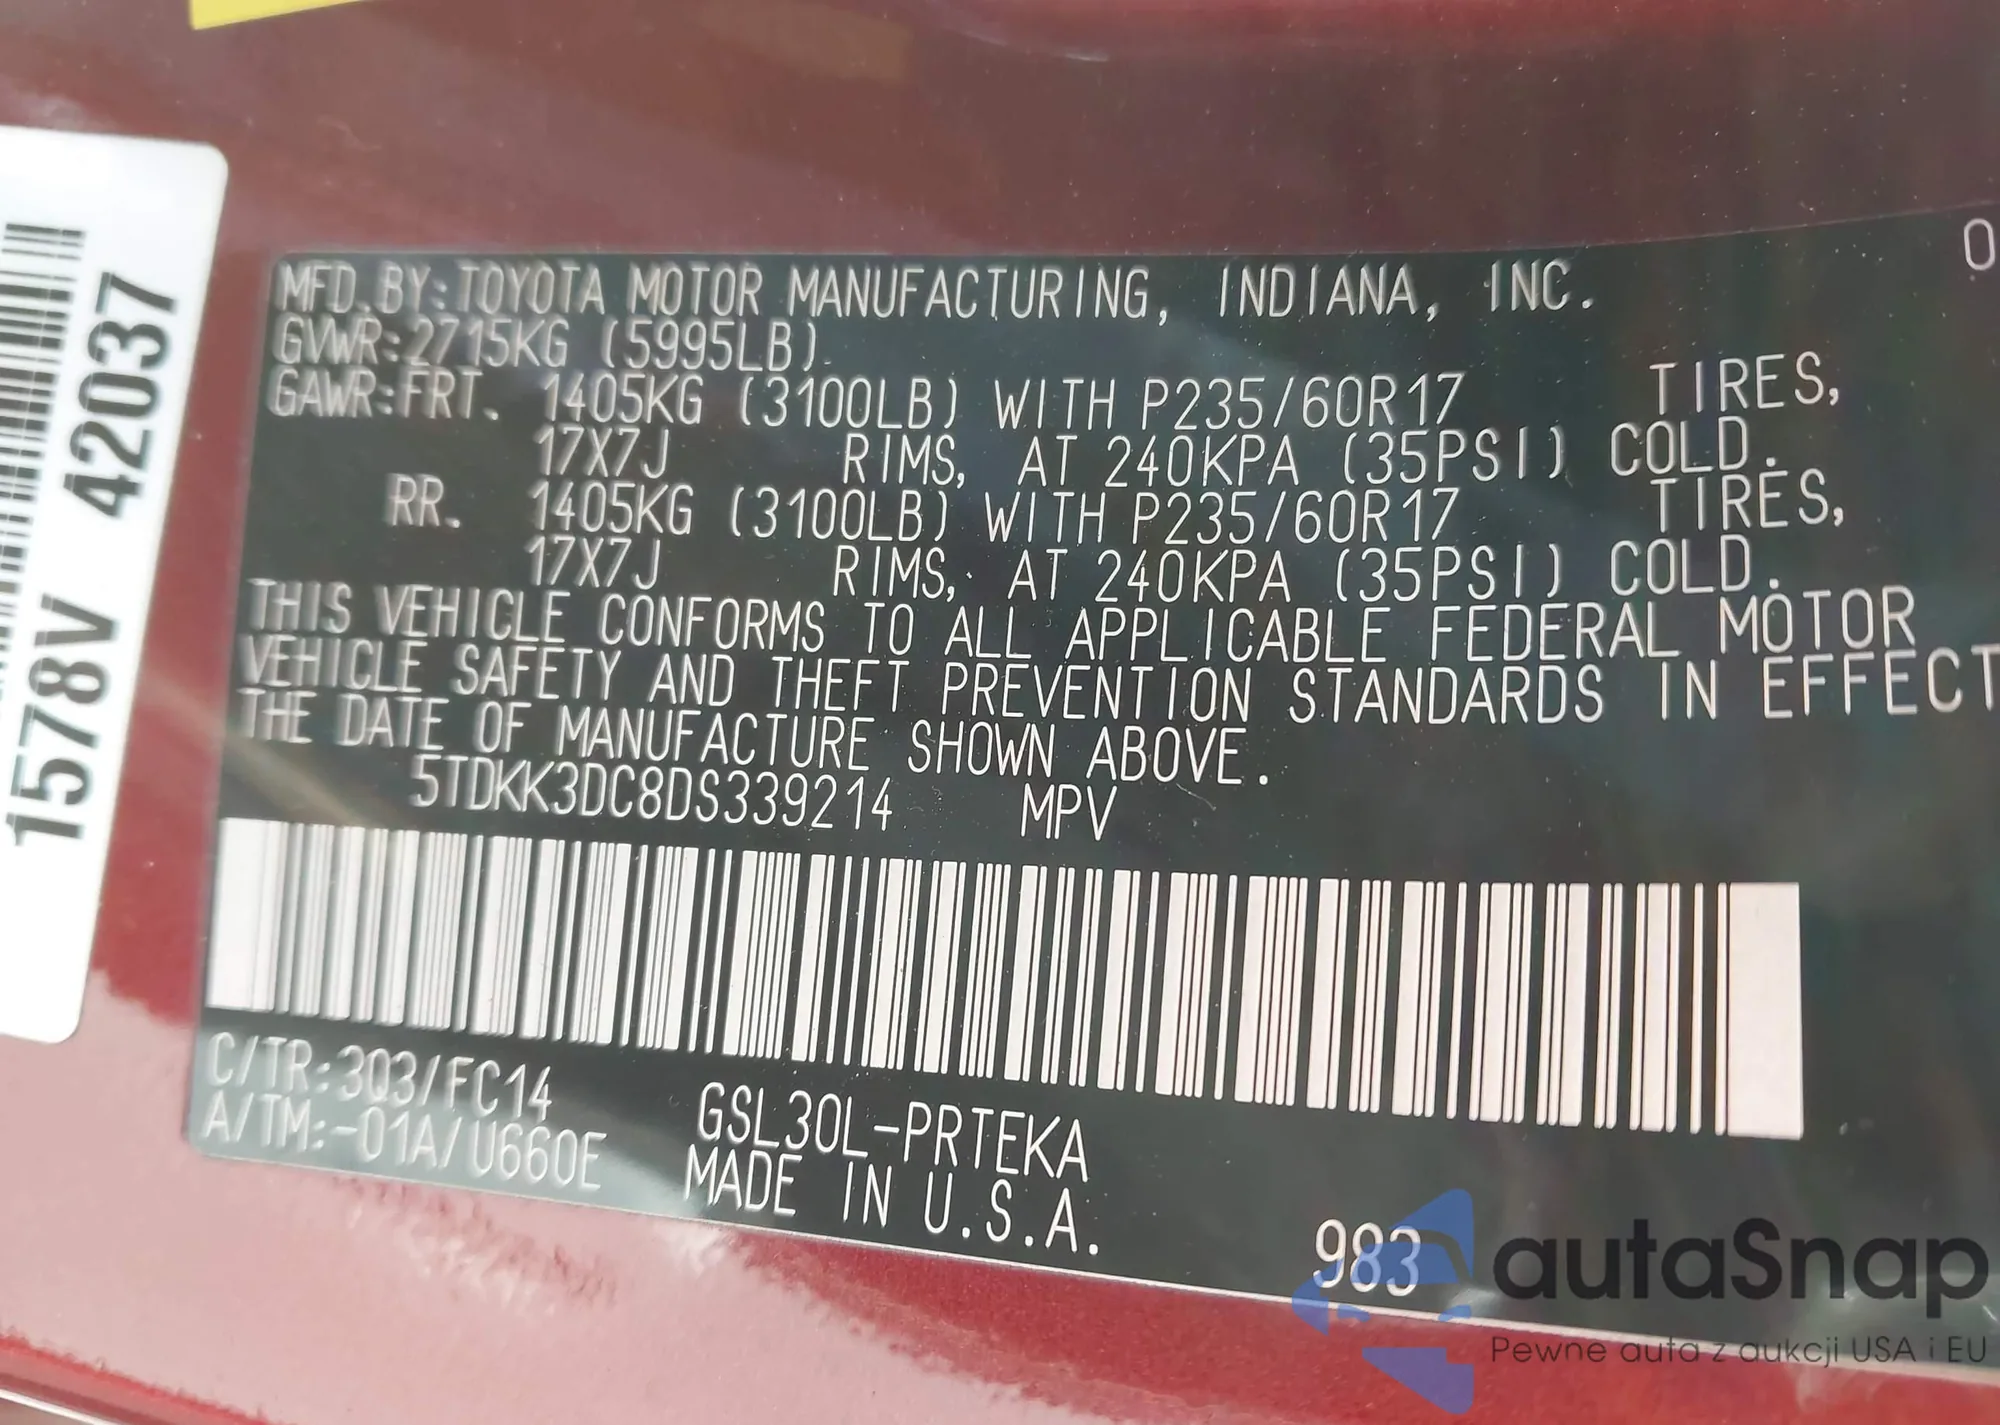 MFD.BY:TOYOTA MOTOR MANUFACTURING, INDIANA, INC.
GVWR:2715KG (5995LB)
GAWR:FRT. 1405KG (3100LB) WITH P235/60R17 TIRES,
17X7J RIMS, AT 240KPA (35PSI) COLD.
RR. 1405KG (3100LB) WITH P235/60R17 TIRES,
17X7J RIMS, AT 240KPA (35PSI) COLD.
THIS VEHICLE CONFORMS TO ALL APPLICABLE FEDERAL MOTOR
VEHICLE SAFETY AND THEFT PREVENTION STANDARDS IN EFFECT
THE DATE OF MANUFACTURE SHOWN ABOVE.
5TDKK3DC8DS339214 MPV
C/TR:3Q3/FC14
A/TM:-01A/U660E
GSL30L-PRTEKA
MADE IN U.S.A.
983
0
1578V 42037
autaSnap
Pewne auta z aukcji USA i EU